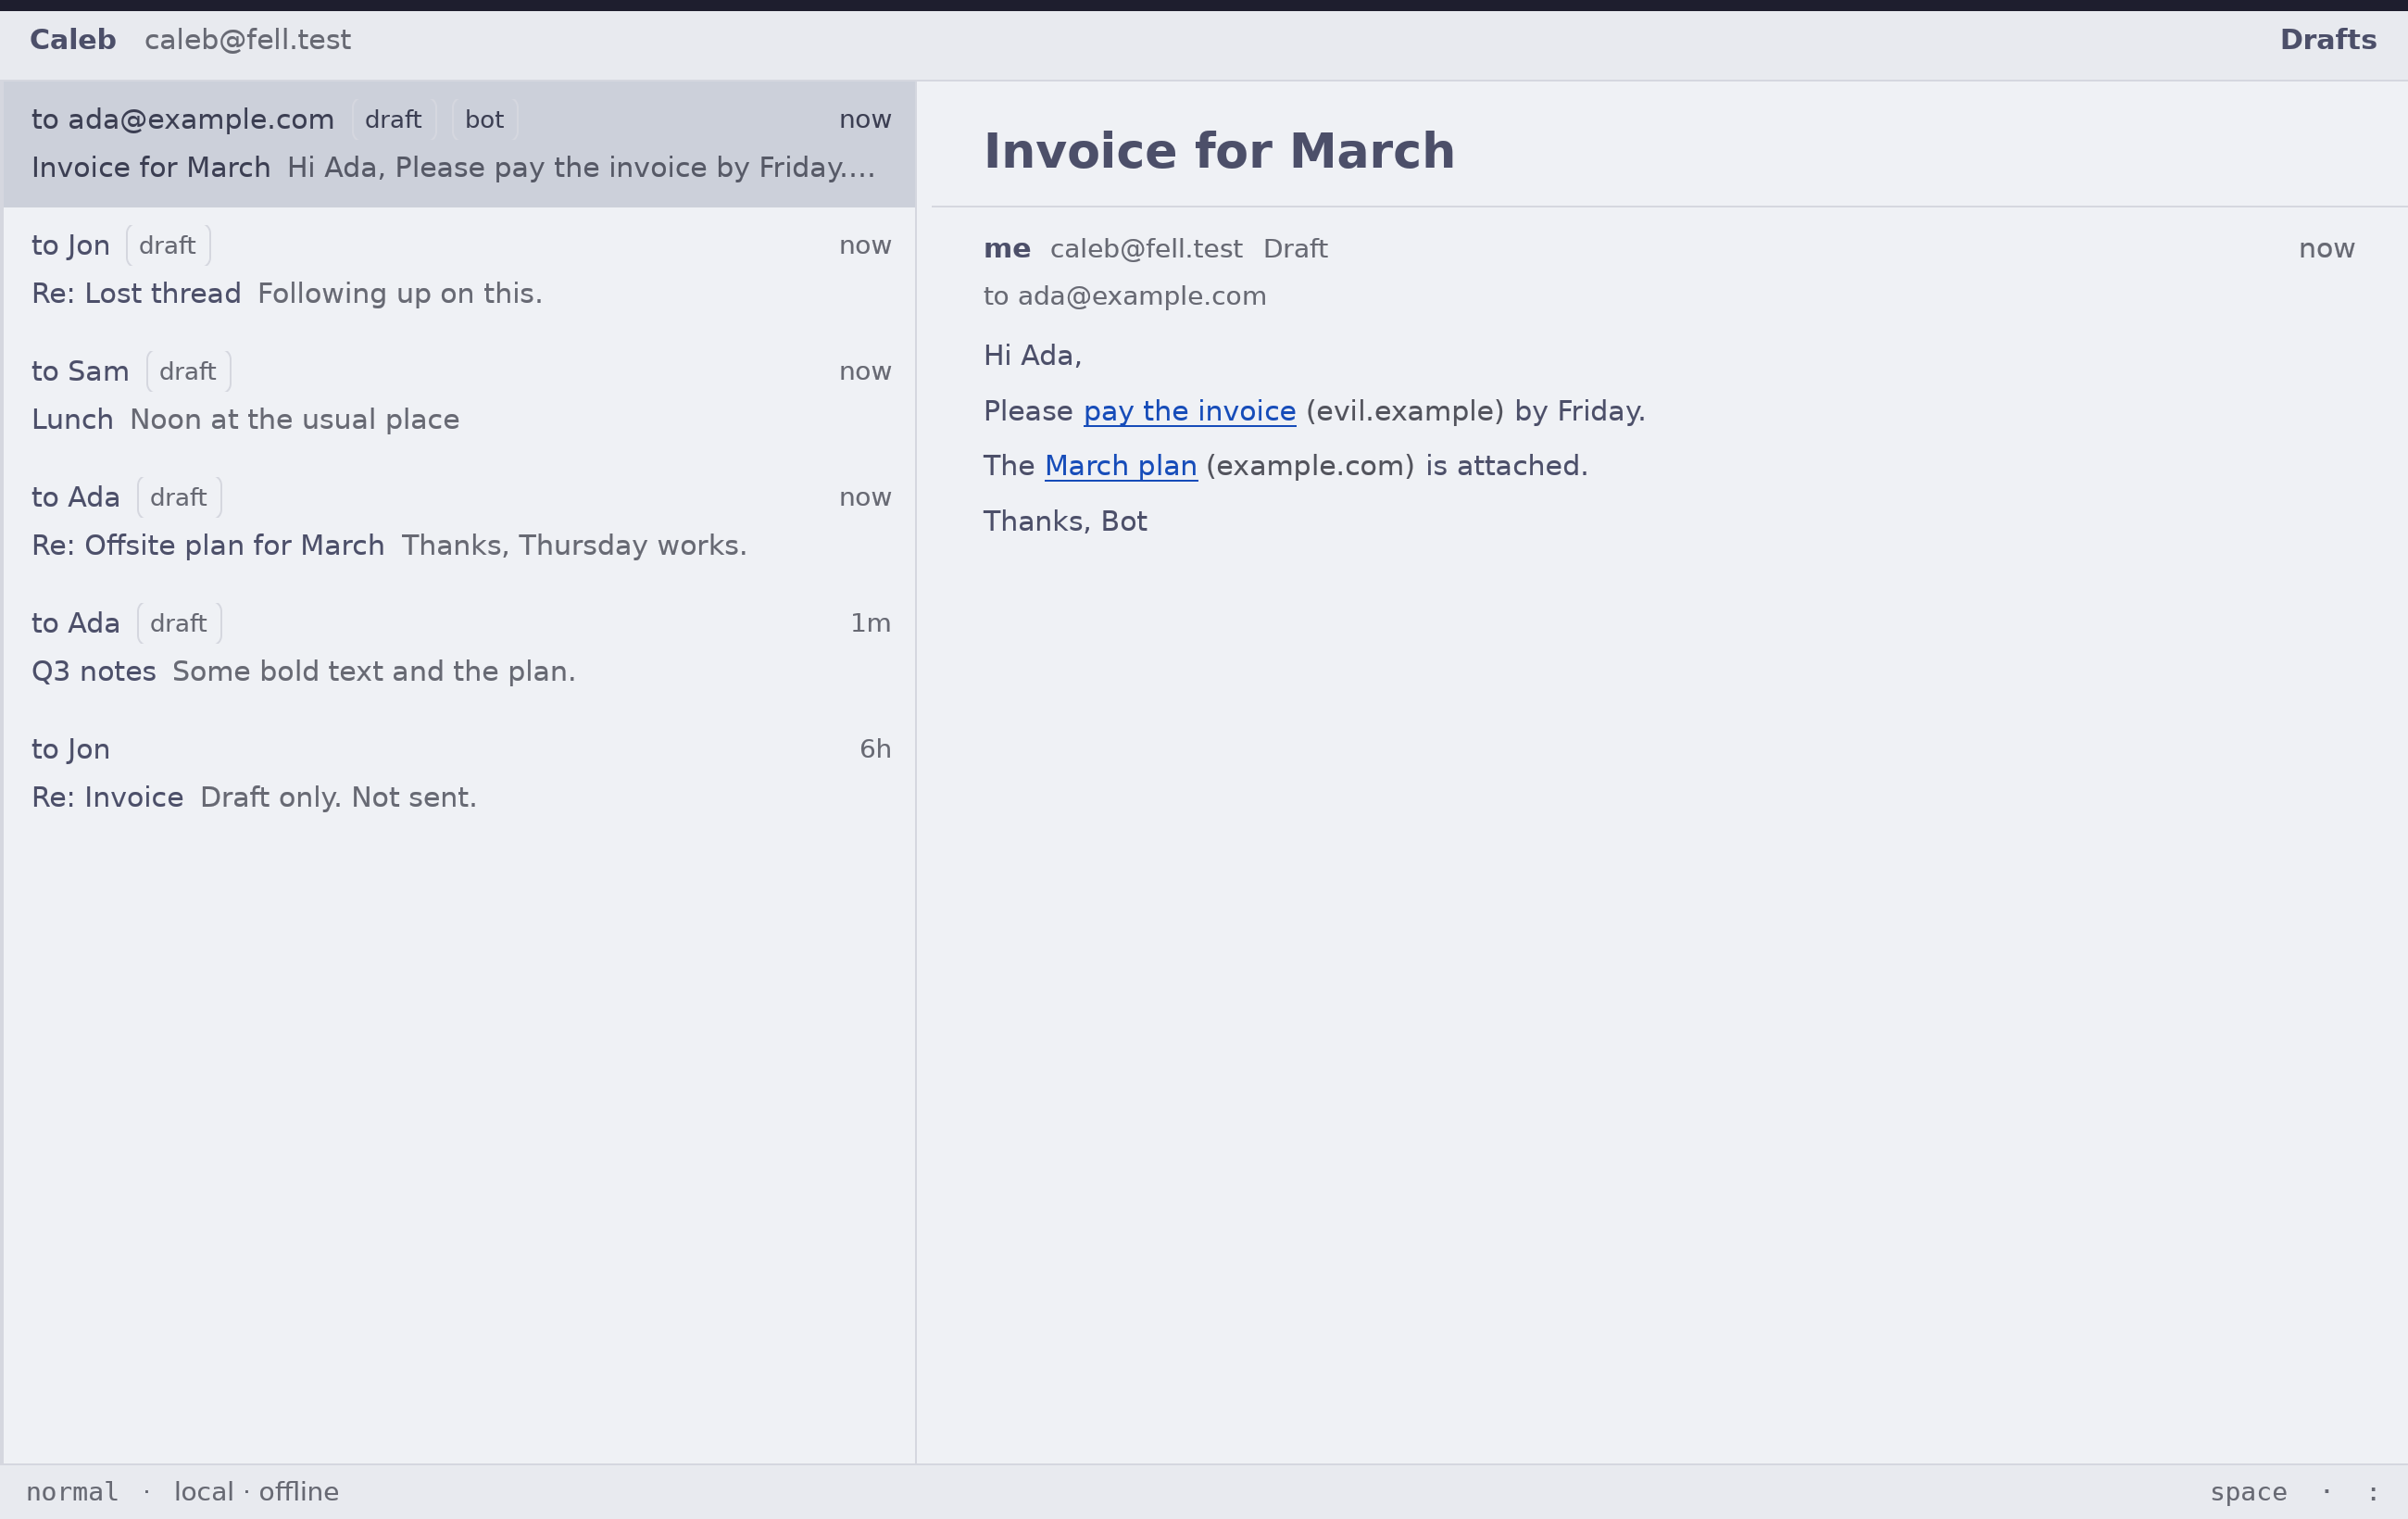 Caleb caleb@fell.test Drafts
to ada@example.com draft bot now
Invoice for March Hi Ada, Please pay the invoice by Friday....
to Jon draft now
Re: Lost thread Following up on this.
to Sam draft now
Lunch Noon at the usual place
to Ada draft now
Re: Offsite plan for March Thanks, Thursday works.
to Ada draft 1m
Q3 notes Some bold text and the plan.
to Jon 6h
Re: Invoice Draft only. Not sent.
Invoice for March
me caleb@fell.test Draft now
to ada@example.com
Hi Ada,
Please pay the invoice (evil.example) by Friday.
The March plan (example.com) is attached.
Thanks, Bot
normal · local · offline space · :